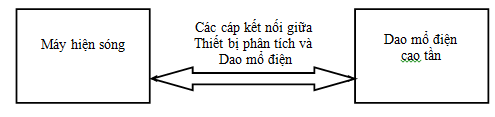 Máy hiện sóng
Các cáp kết nối giữa
Thiết bị phân tích và
Dao mổ điện
Dao mổ điện
cao tần